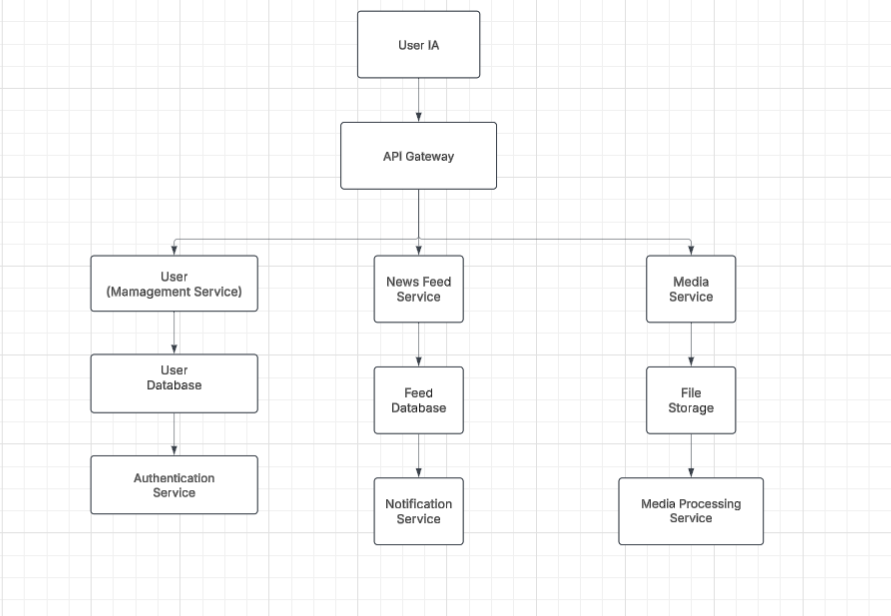 User IA
API Gateway
User
(Mamagement Service)
News Feed
Service
Media
Service
User
Database
Feed
Database
File
Storage
Authentication
Service
Notification
Service
Media Processing
Service